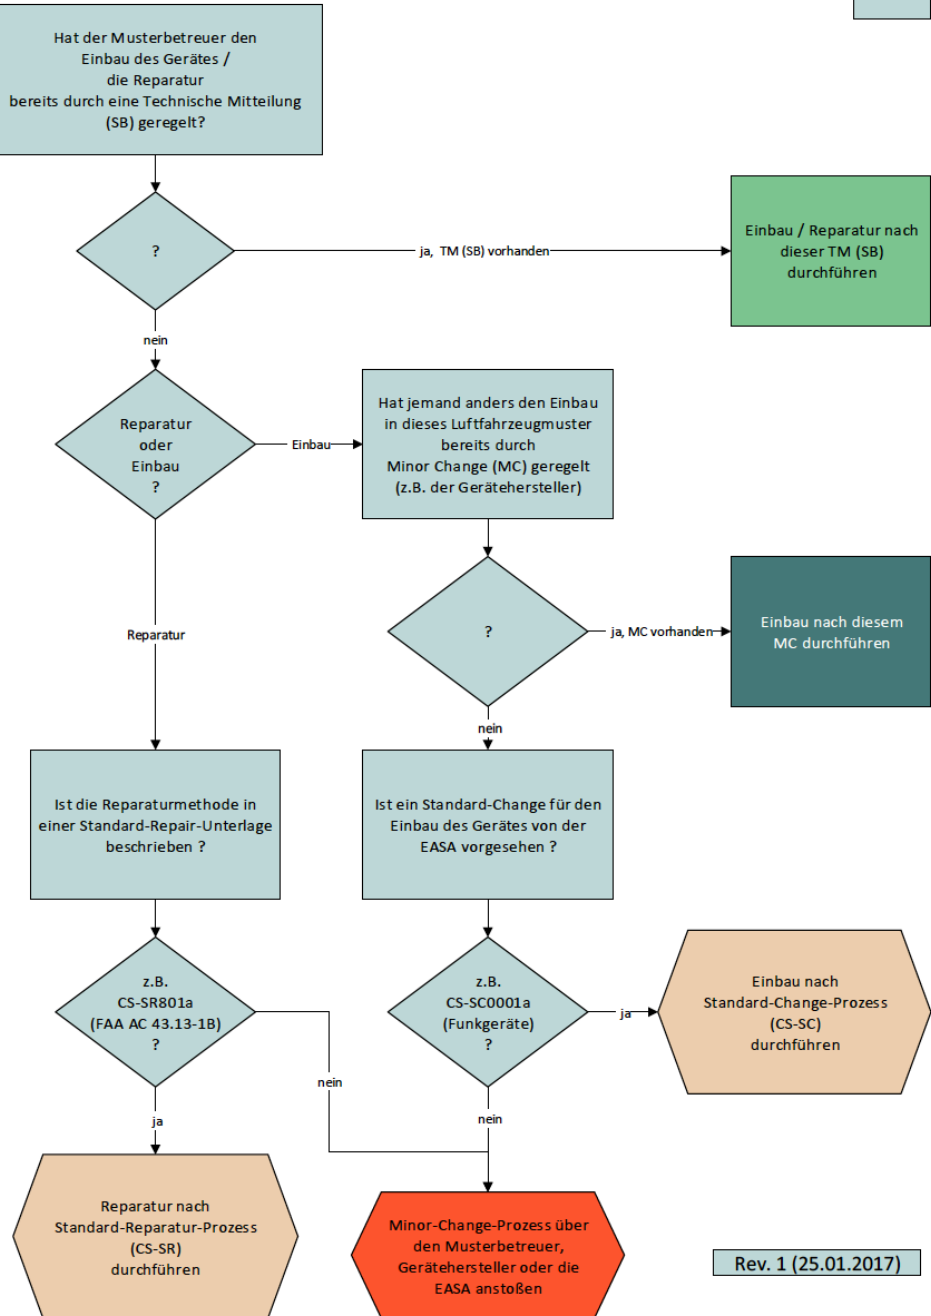 Hat der Musterbetreuer den
Einbau des Gerätes /
die Reparatur
bereits durch eine Technische Mitteilung
(SB) geregelt?
?
ja, TM (SB) vorhanden
Einbau / Reparatur nach
dieser TM (SB)
durchführen
nein
Reparatur
oder
Einbau
?
Einbau
Hat jemand anders den Einbau
in dieses Luftfahrzeugmuster
bereits durch
Minor Change (MC) geregelt
(z.B. der Gerätehersteller)
?
ja, MC vorhanden
Einbau nach diesem
MC durchführen
Reparatur
nein
Ist die Reparaturmethode in
einer Standard-Repair-Unterlage
beschrieben ?
Ist ein Standard-Change für den
Einbau des Gerätes von der
EASA vorgesehen ?
z.B.
CS-SR801a
(FAA AC 43.13-1B)
?
z.B.
CS-SC0001a
(Funkgeräte)
?
ja
Einbau nach
Standard-Change-Prozess
(CS-SC)
durchführen
nein
ja
nein
Reparatur nach
Standard-Reparatur-Prozess
(CS-SR)
durchführen
Minor-Change-Prozess über
den Musterbetreuer,
Gerätehersteller oder die
EASA anstoßen
Rev. 1 (25.01.2017)